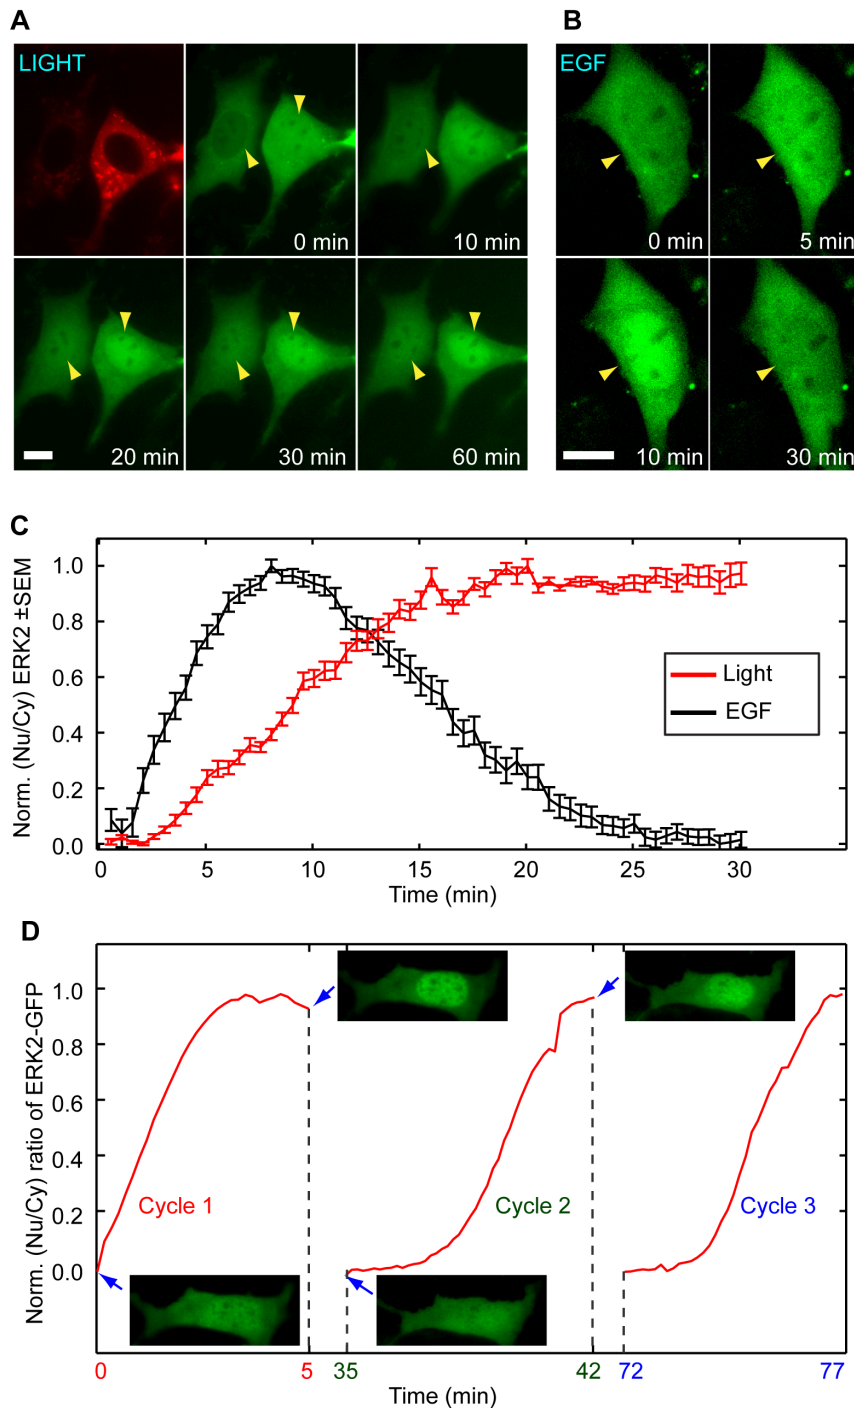 A
B
LIGHT
0 min
10 min
20 min
30 min
60 min
EGF
0 min
5 min
10 min
30 min
C
Norm. (Nu/Cy) ERK2 ±SEM
1.0
0.8
0.6
0.4
0.2
0.0
Light
EGF
0 5 10 15 20 25 30
Time (min)
D
Norm. (Nu/Cy) ratio of ERK2-GFP
1.0
0.8
0.6
0.4
0.2
0.0
Cycle 1
Cycle 2
Cycle 3
0 5 35 42 72 77
Time (min)